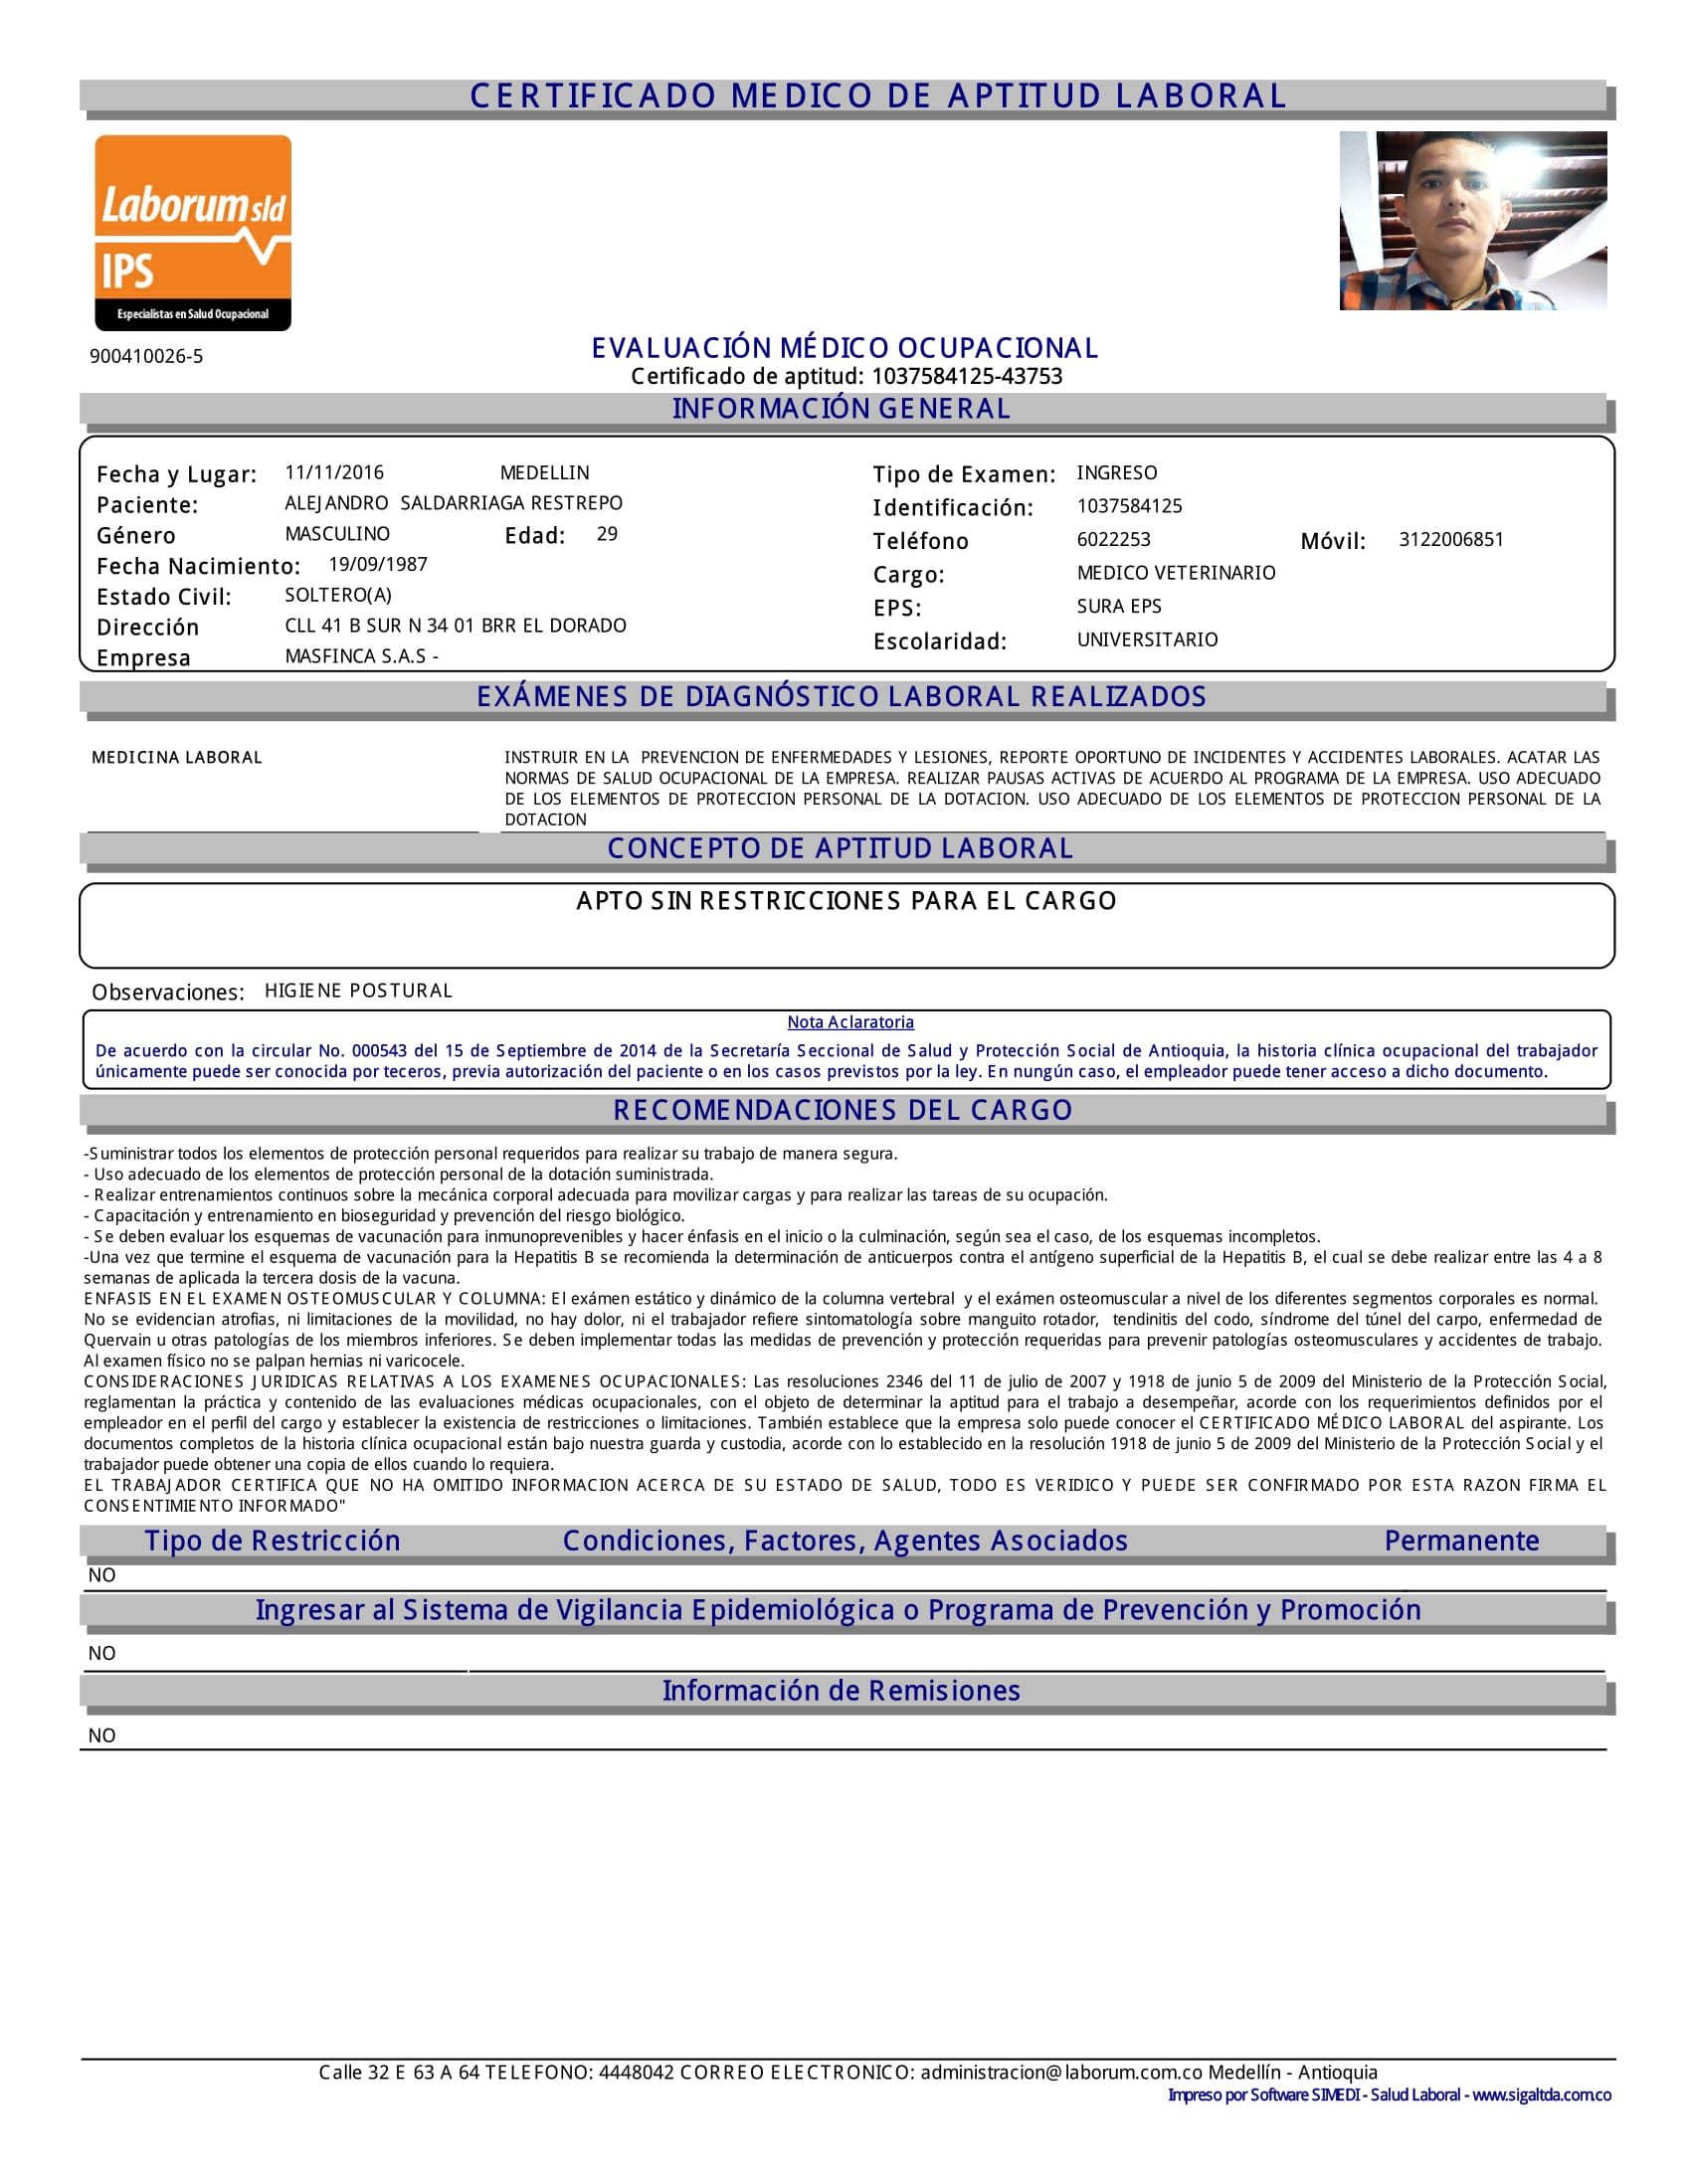 CERTIFICADO MEDICO DE APTITUD LABORAL
Laborum sld
IPS
Especialistas en Salud Ocupacional
900410026-5
EVALUACIÓN MÉDICO OCUPACIONAL
Certificado de aptitud: 1037584125-43753
INFORMACIÓN GENERAL
Fecha y Lugar: 11/11/2016 MEDELLIN
Paciente: ALEJANDRO SALDARRIAGA RESTREPO
Género MASCULINO Edad: 29
Fecha Nacimiento: 19/09/1987
Estado Civil: SOLTERO(A)
Dirección CLL 41 B SUR N 34 01 BRR EL DORADO
Empresa MASFINCA S.A.S -
Tipo de Examen: INGRESO
Identificación: 1037584125
Teléfono 6022253 Móvil: 3122006851
Cargo: MEDICO VETERINARIO
EPS: SURA EPS
Escolaridad: UNIVERSITARIO
EXÁMENES DE DIAGNÓSTICO LABORAL REALIZADOS
MEDICINA LABORAL
INSTRUIR EN LA PREVENCION DE ENFERMEDADES Y LESIONES, REPORTE OPORTUNO DE INCIDENTES Y ACCIDENTES LABORALES. ACATAR LAS
NORMAS DE SALUD OCUPACIONAL DE LA EMPRESA. REALIZAR PAUSAS ACTIVAS DE ACUERDO AL PROGRAMA DE LA EMPRESA. USO ADECUADO
DE LOS ELEMENTOS DE PROTECCION PERSONAL DE LA DOTACION. USO ADECUADO DE LOS ELEMENTOS DE PROTECCION PERSONAL DE LA
DOTACION
CONCEPTO DE APTITUD LABORAL
APTO SIN RESTRICCIONES PARA EL CARGO
Observaciones: HIGIENE POSTURAL
Nota Aclaratoria
De acuerdo con la circular No. 000543 del 15 de Septiembre de 2014 de la Secretaría Seccional de Salud y Protección Social de Antioquia, la historia clínica ocupacional del trabajador
únicamente puede ser conocida por teceros, previa autorización del paciente o en los casos previstos por la ley. En nungún caso, el empleador puede tener acceso a dicho documento.
RECOMENDACIONES DEL CARGO
-Suministrar todos los elementos de protección personal requeridos para realizar su trabajo de manera segura.
- Uso adecuado de los elementos de protección personal de la dotación suministrada.
- Realizar entrenamientos continuos sobre la mecánica corporal adecuada para movilizar cargas y para realizar las tareas de su ocupación.
- Capacitación y entrenamiento en bioseguridad y prevención del riesgo biológico.
- Se deben evaluar los esquemas de vacunación para inmunoprevenibles y hacer énfasis en el inicio o la culminación, según sea el caso, de los esquemas incompletos.
-Una vez que termine el esquema de vacunación para la Hepatitis B se recomienda la determinación de anticuerpos contra el antígeno superficial de la Hepatitis B, el cual se debe realizar entre las 4 a 8
semanas de aplicada la tercera dosis de la vacuna.
ENFASIS EN EL EXAMEN OSTEOMUSCULAR Y COLUMNA: El exámen estático y dinámico de la columna vertebral y el exámen osteomuscular a nivel de los diferentes segmentos corporales es normal.
No se evidencian atrofias, ni limitaciones de la movilidad, no hay dolor, ni el trabajador refiere sintomatología sobre manguito rotador, tendinitis del codo, síndrome del túnel del carpo, enfermedad de
Quervain u otras patologías de los miembros inferiores. Se deben implementar todas las medidas de prevención y protección requeridas para prevenir patologías osteomusculares y accidentes de trabajo.
Al examen físico no se palpan hernias ni varicocele.
CONSIDERACIONES JURIDICAS RELATIVAS A LOS EXAMENES OCUPACIONALES: Las resoluciones 2346 del 11 de julio de 2007 y 1918 de junio 5 de 2009 del Ministerio de la Protección Social,
reglamentan la práctica y contenido de las evaluaciones médicas ocupacionales, con el objeto de determinar la aptitud para el trabajo a desempeñar, acorde con los requerimientos definidos por el
empleador en el perfil del cargo y establecer la existencia de restricciones o limitaciones. También establece que la empresa solo puede conocer el CERTIFICADO MÉDICO LABORAL del aspirante. Los
documentos completos de la historia clínica ocupacional están bajo nuestra guarda y custodia, acorde con lo establecido en la resolución 1918 de junio 5 de 2009 del Ministerio de la Protección Social y el
trabajador puede obtener una copia de ellos cuando lo requiera.
EL TRABAJADOR CERTIFICA QUE NO HA OMITIDO INFORMACION ACERCA DE SU ESTADO DE SALUD, TODO ES VERIDICO Y PUEDE SER CONFIRMADO POR ESTA RAZON FIRMA EL
CONSENTIMIENTO INFORMADO"
Tipo de Restricción Condiciones, Factores, Agentes Asociados Permanente
NO
Ingresar al Sistema de Vigilancia Epidemiológica o Programa de Prevención y Promoción
NO
Información de Remisiones
NO
Calle 32 E 63 A 64 TELEFONO: 4448042 CORREO ELECTRONICO: administracion@laborum.com.co Medellín - Antioquia
Impreso por Software SIMEDI - Salud Laboral - www.sigaltda.com.co